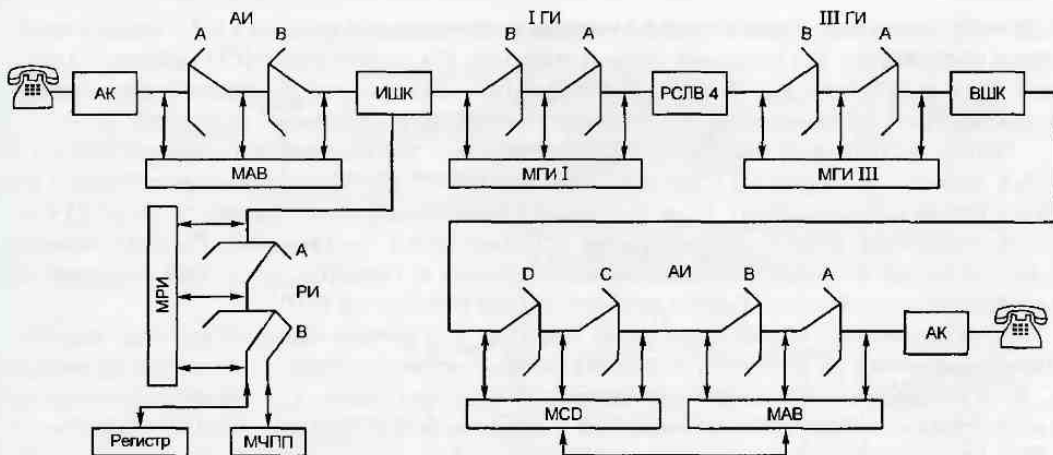 АИ
I ГИ
III ГИ
А
В
В
А
В
А
АК
ИШК
РСЛВ 4
ВШК
МАВ
МГИ I
МГИ III
МРИ
А
РИ
В
D
C
АИ
В
А
АК
MCD
МАВ
Регистр
МЧПП